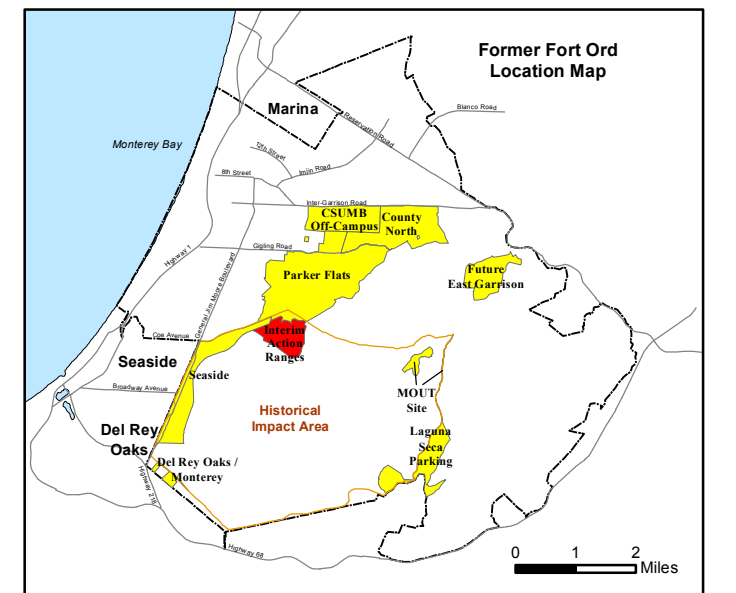 Former Fort Ord
Location Map
Marina
Blanco Road
Reservation Road
Monterey Bay
12th Street
Imjin Road
8th Street
Inter-Garrison Road
CSUMB
Off-Campus
County
North
Highway 1
Gigling Road
General Jim Moore Boulevard
Parker Flats
Future
East Garrison
Coe Avenue
Interim
Action
Ranges
Seaside
Seaside
Broadway Avenue
MOUT
Site
Historical
Impact Area
Del Rey
Oaks
Laguna
Seca
Parking
Del Rey Oaks /
Monterey
Highway 218
Highway 68
0 1 2
Miles